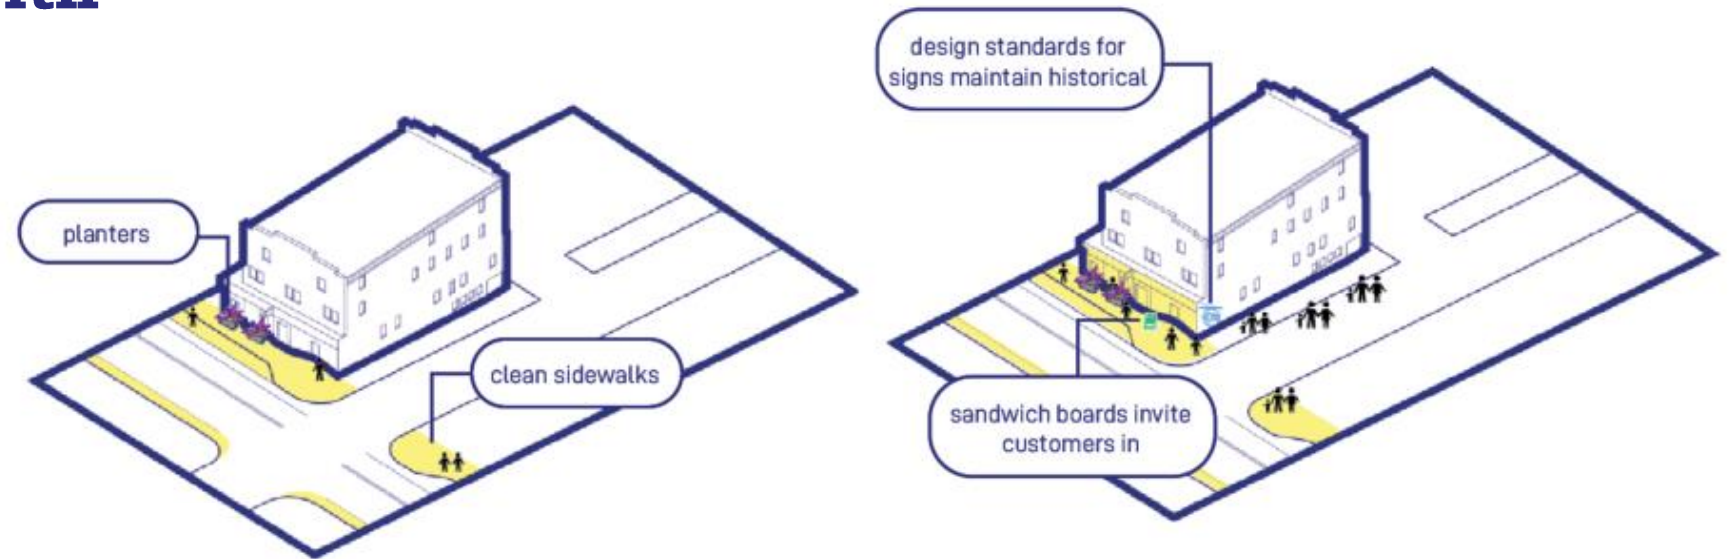 planters
clean sidewalks
design standards for
signs maintain historical
sandwich boards invite
customers in